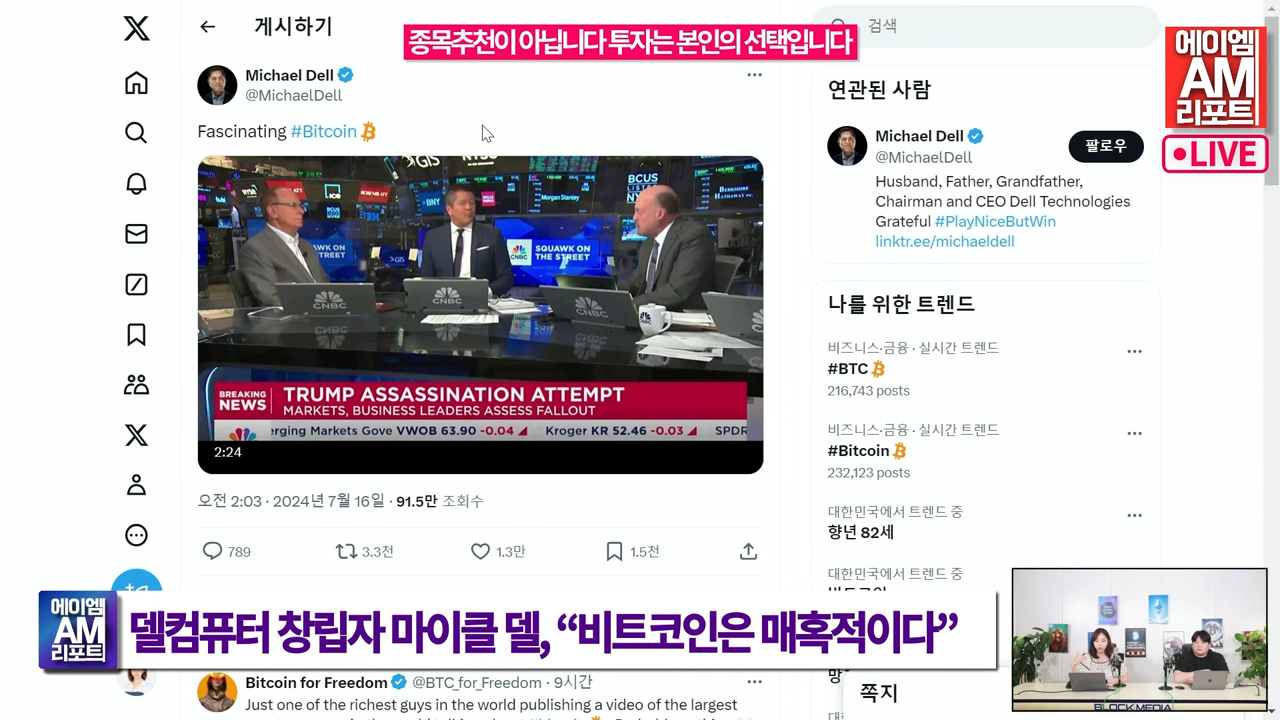 게시하기
종목추천이 아닙니다 투자는 본인의 선택입니다
검색
에이엠
AM
리포트
LIVE
Michael Dell
@MichaelDell
Fascinating #Bitcoin
BCUS
BNY
Morgan Stanley
BERKSHIRE
HATHAWAY INC.
SQUAWK ON
THE STREET
CNBC
CNBC
CNBC
BREAKING
NEWS
TRUMP ASSASSINATION ATTEMPT
MARKETS, BUSINESS LEADERS ASSESS FALLOUT
erging Markets Gove VWOB 63.90 -0.04 Kroger KR 52.46 -0.03 SPDR
2:24
오전 2:03 · 2024년 7월 16일 · 91.5만 조회수
789
3.3천
1.3만
1.5천
연관된 사람
Michael Dell
@MichaelDell
팔로우
Husband, Father, Grandfather,
Chairman and CEO Dell Technologies
Grateful #PlayNiceButWin
linktr.ee/michaeldell
나를 위한 트렌드
비즈니스·금융 · 실시간 트렌드
#BTC
216,743 posts
비즈니스·금융 · 실시간 트렌드
#Bitcoin
232,123 posts
대한민국에서 트렌드 중
향년 82세
대한민국에서 트렌드 중
에이엠
AM
리포트
델컴퓨터 창립자 마이클 델, “비트코인은 매혹적이다”
Bitcoin for Freedom @BTC_for_Freedom · 9시간
Just one of the richest guys in the world publishing a video of the largest
쪽지
BLOCKMEDIA